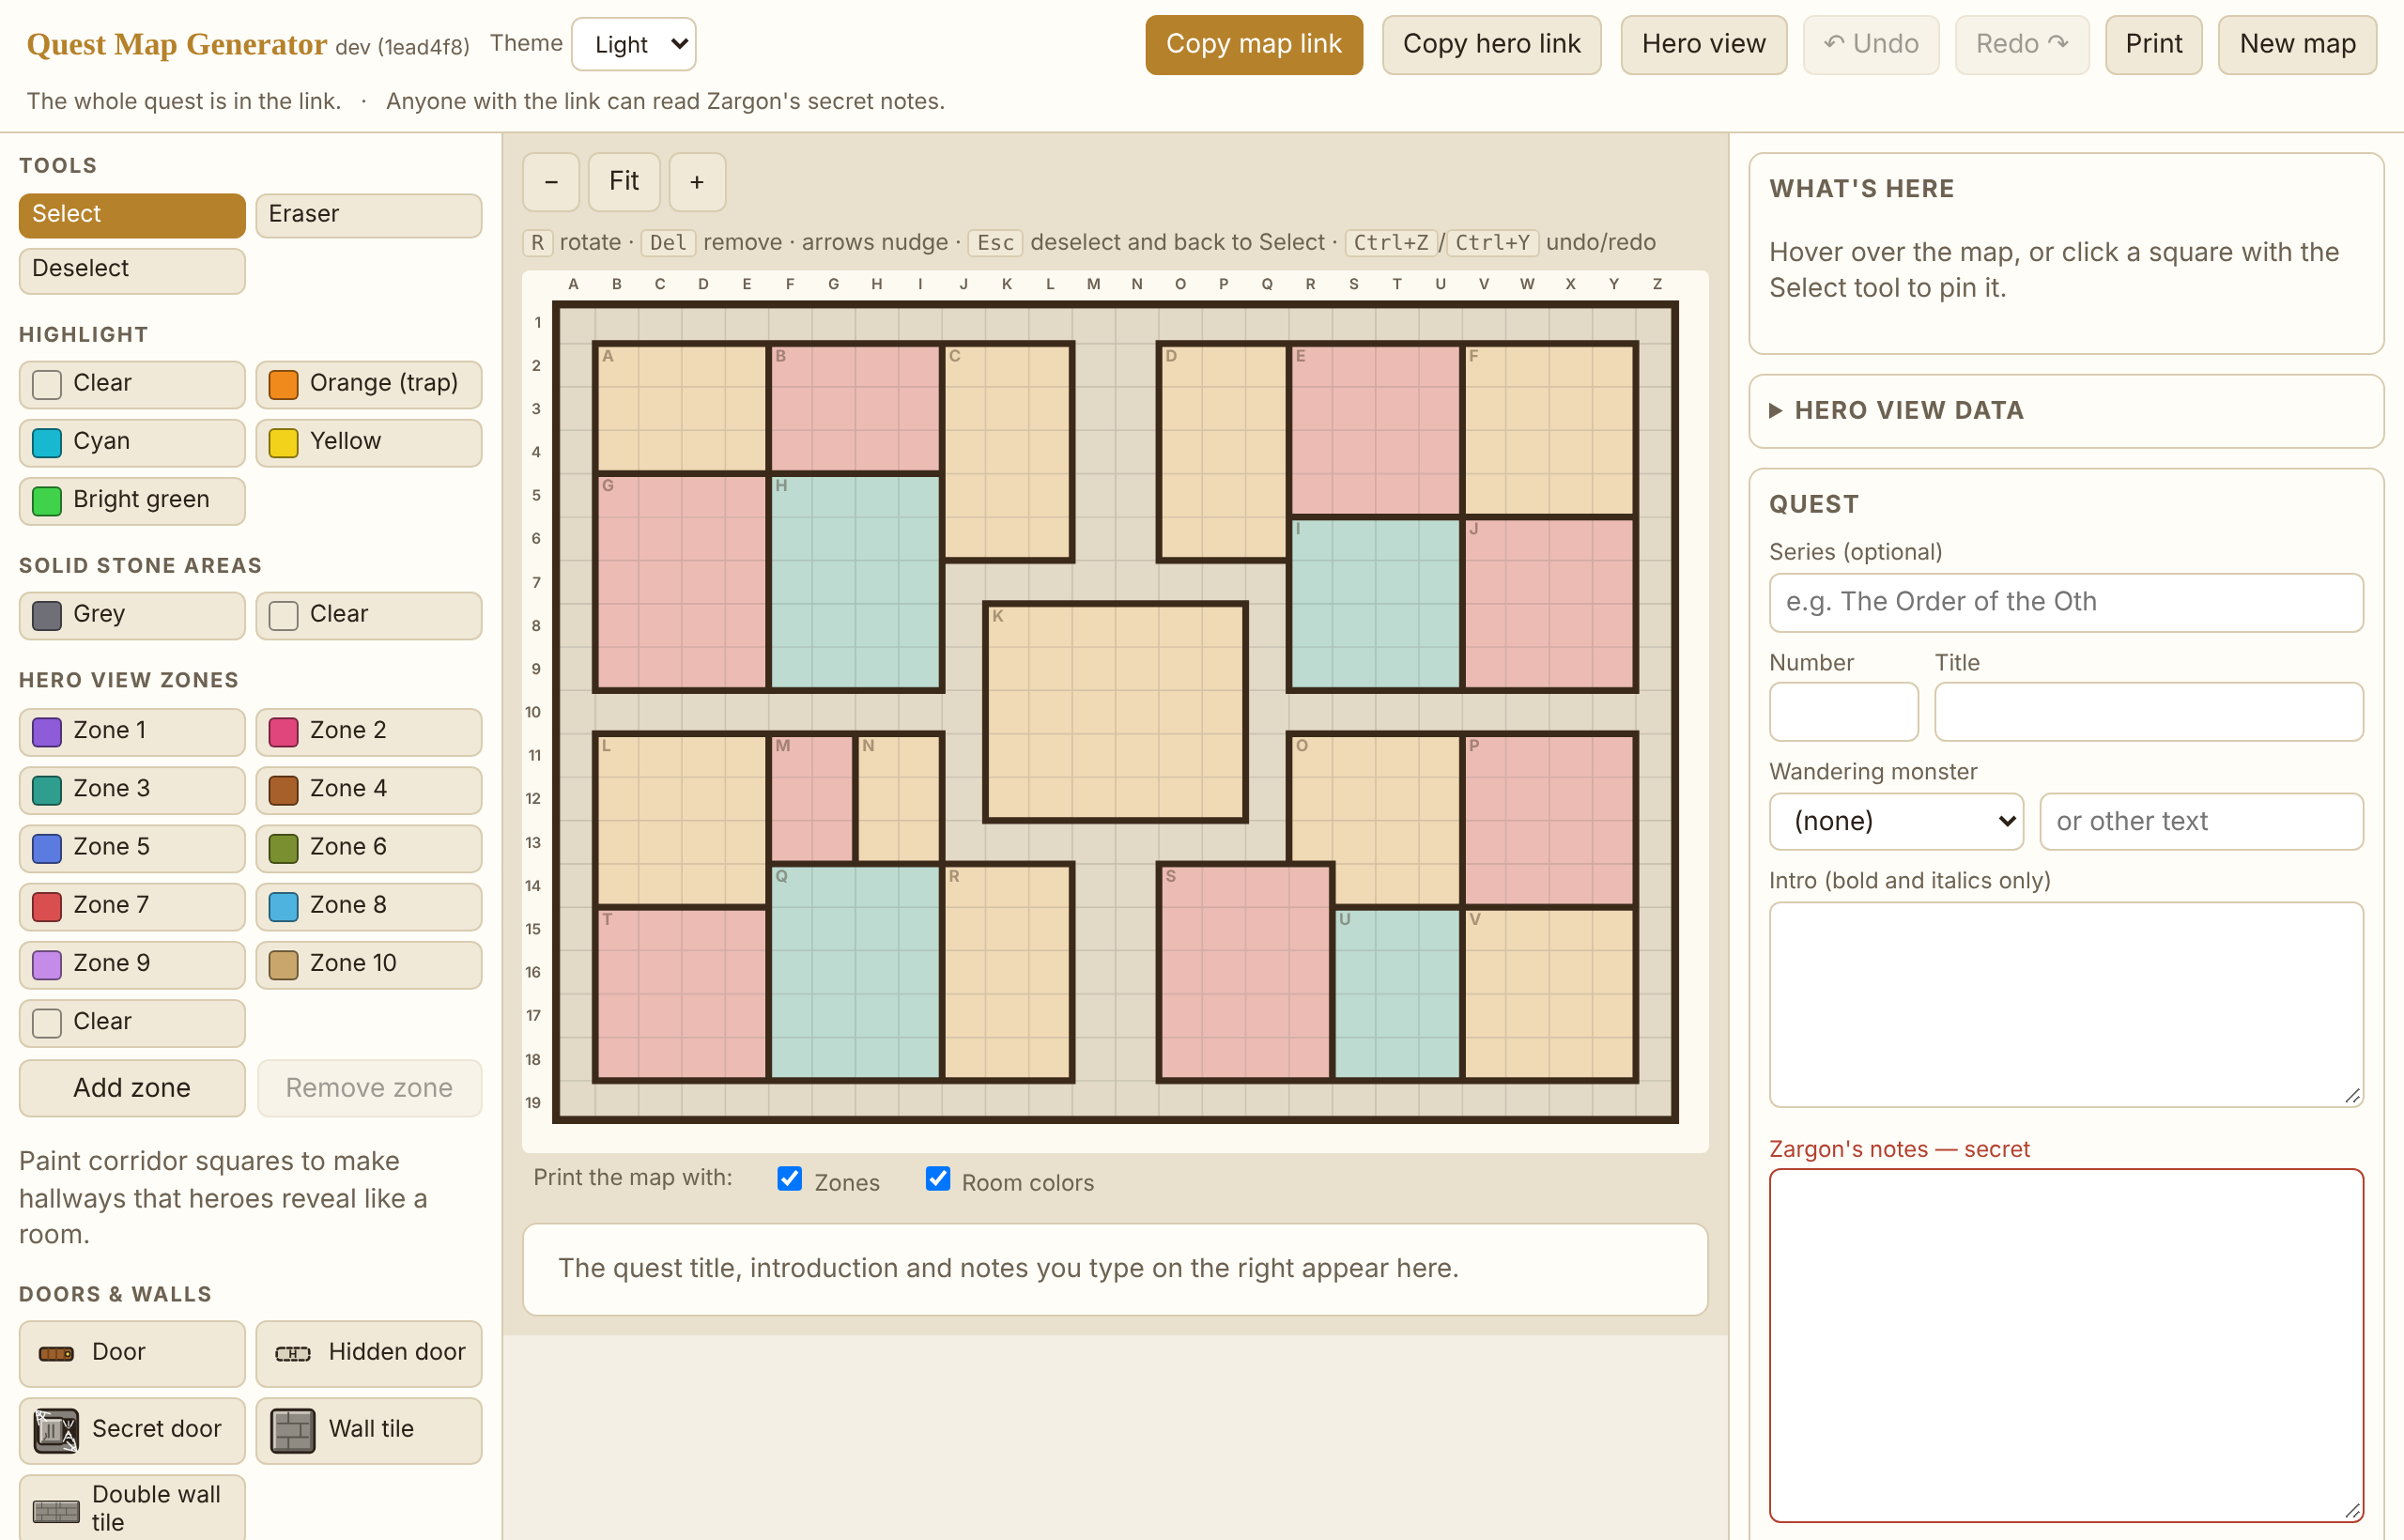 Quest Map Generator dev (1ead4f8) Theme Light
Copy map link Copy hero link Hero view ↶ Undo Redo ↷ Print New map
The whole quest is in the link. · Anyone with the link can read Zargon's secret notes.
TOOLS
Select Eraser
Deselect
HIGHLIGHT
Clear Orange (trap)
Cyan Yellow
Bright green
SOLID STONE AREAS
Grey Clear
HERO VIEW ZONES
Zone 1 Zone 2
Zone 3 Zone 4
Zone 5 Zone 6
Zone 7 Zone 8
Zone 9 Zone 10
Clear
Add zone Remove zone
Paint corridor squares to make
hallways that heroes reveal like a
room.
DOORS & WALLS
Door Hidden door
Secret door Wall tile
Double wall
tile
− Fit +
R rotate · Del remove · arrows nudge · Esc deselect and back to Select · Ctrl+Z/Ctrl+Y undo/redo
A B C D E F G H I J K L M N O P Q R S T U V W X Y Z
1
2 A B C D E F
3
4
5 G H
6 I J
7
8 K
9
10
11 L M N O P
12
13
14 Q R S
15 T U V
16
17
18
19
Print the map with: Zones Room colors
The quest title, introduction and notes you type on the right appear here.
WHAT'S HERE
Hover over the map, or click a square with the
Select tool to pin it.
▶ HERO VIEW DATA
QUEST
Series (optional)
e.g. The Order of the Oth
Number Title
Wandering monster
(none) or other text
Intro (bold and italics only)
Zargon's notes — secret